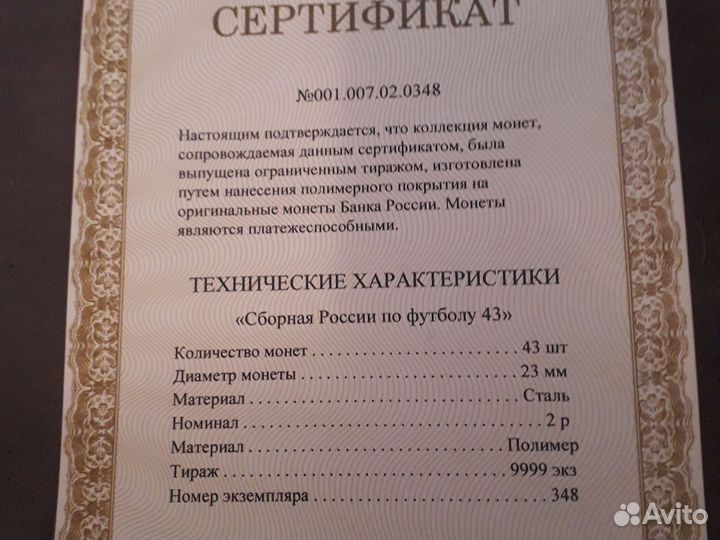 СЕРТИФИКАТ
№001.007.02.0348
Настоящим подтверждается, что коллекция монет,
сопровождаемая данным сертификатом, была
выпущена ограниченным тиражом, изготовлена
путем нанесения полимерного покрытия на
оригинальные монеты Банка России. Монеты
являются платежеспособными.
ТЕХНИЧЕСКИЕ ХАРАКТЕРИСТИКИ
«Сборная России по футболу 43»
Количество монет . . . . . . . . . . . . . . . . . . . . . . . . . 43 шт
Диаметр монеты . . . . . . . . . . . . . . . . . . . . . . . . . . 23 мм
Материал . . . . . . . . . . . . . . . . . . . . . . . . . . . . . . . Сталь
Номинал . . . . . . . . . . . . . . . . . . . . . . . . . . . . . . . . . . 2 р
Материал . . . . . . . . . . . . . . . . . . . . . . . . . . . . . Полимер
Тираж . . . . . . . . . . . . . . . . . . . . . . . . . . . . . . . . 9999 экз
Номер экземпляра . . . . . . . . . . . . . . . . . . . . . . . . . . 348
Avito